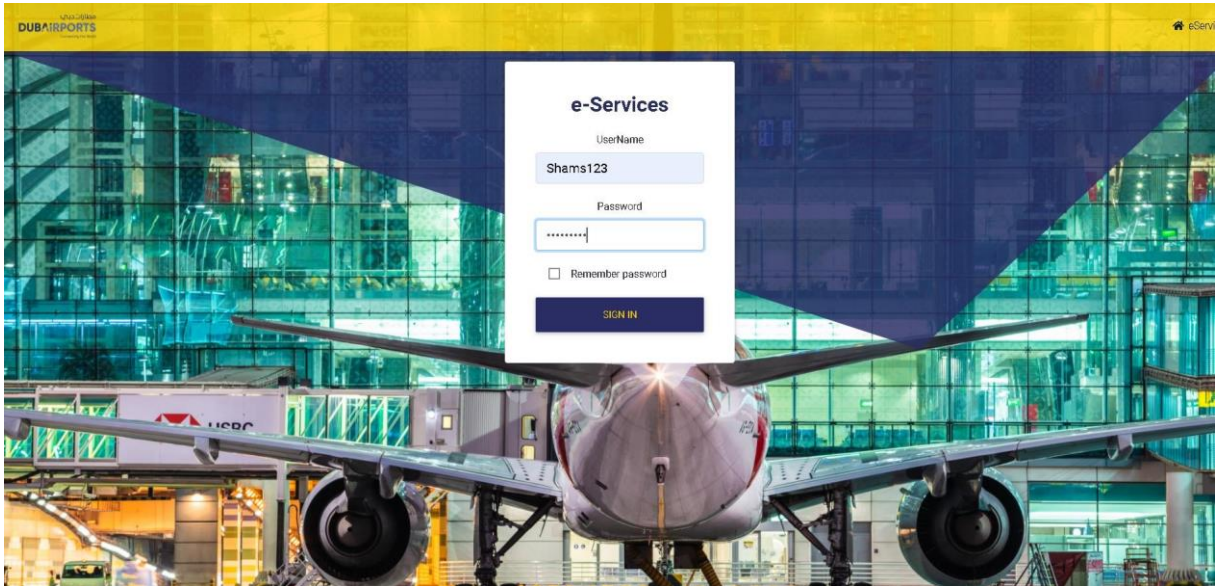 DUBAIRPORTS
eServi
e-Services
UserName
Shams123
Password
•••••••••
Remember password
SIGN IN
HSBC